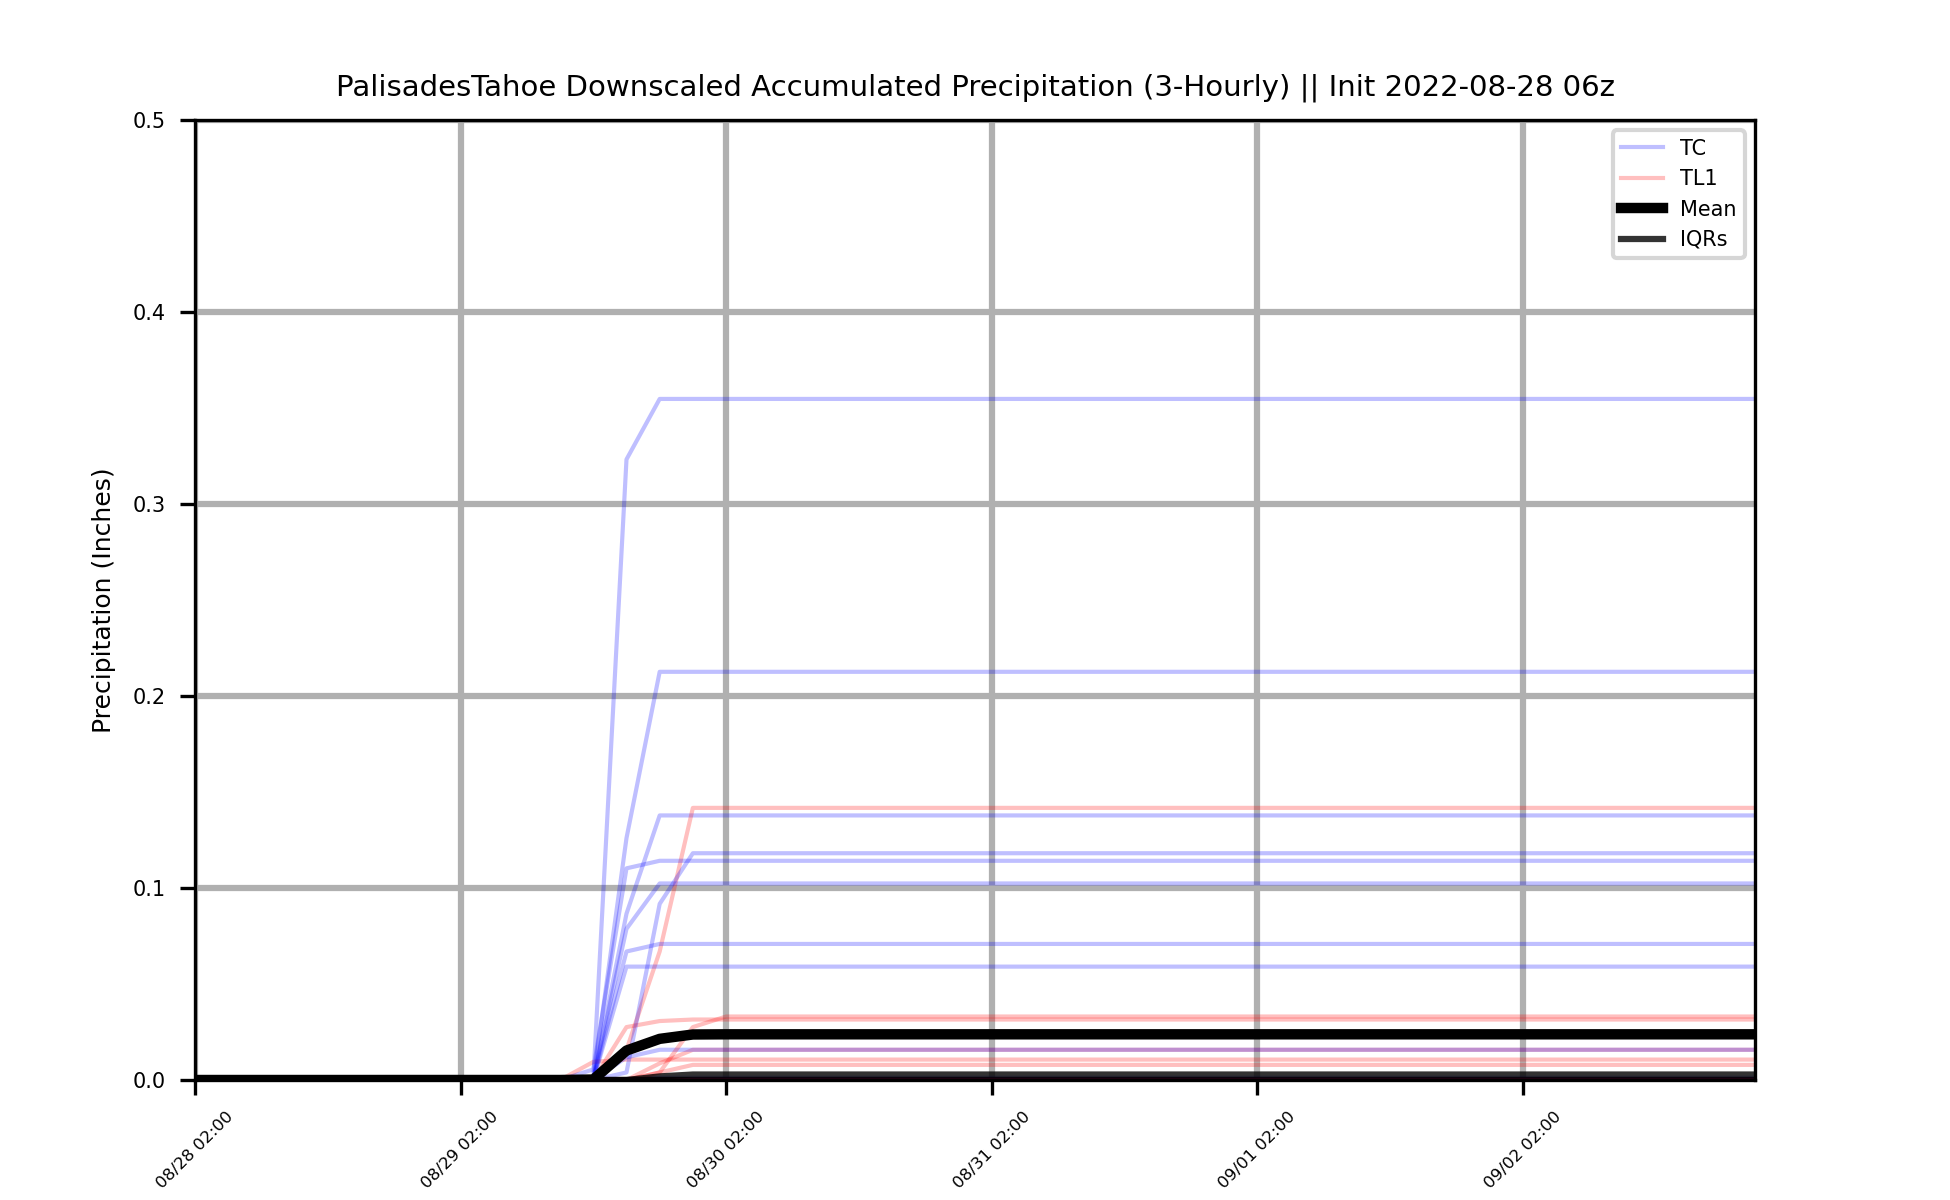 PalisadesTahoe Downscaled Accumulated Precipitation (3-Hourly) || Init 2022-08-28 06z
TC
TL1
Mean
IQRs
Precipitation (Inches)
0.5
0.4
0.3
0.2
0.1
0.0
08/28 02:00
08/29 02:00
08/30 02:00
08/31 02:00
09/01 02:00
09/02 02:00